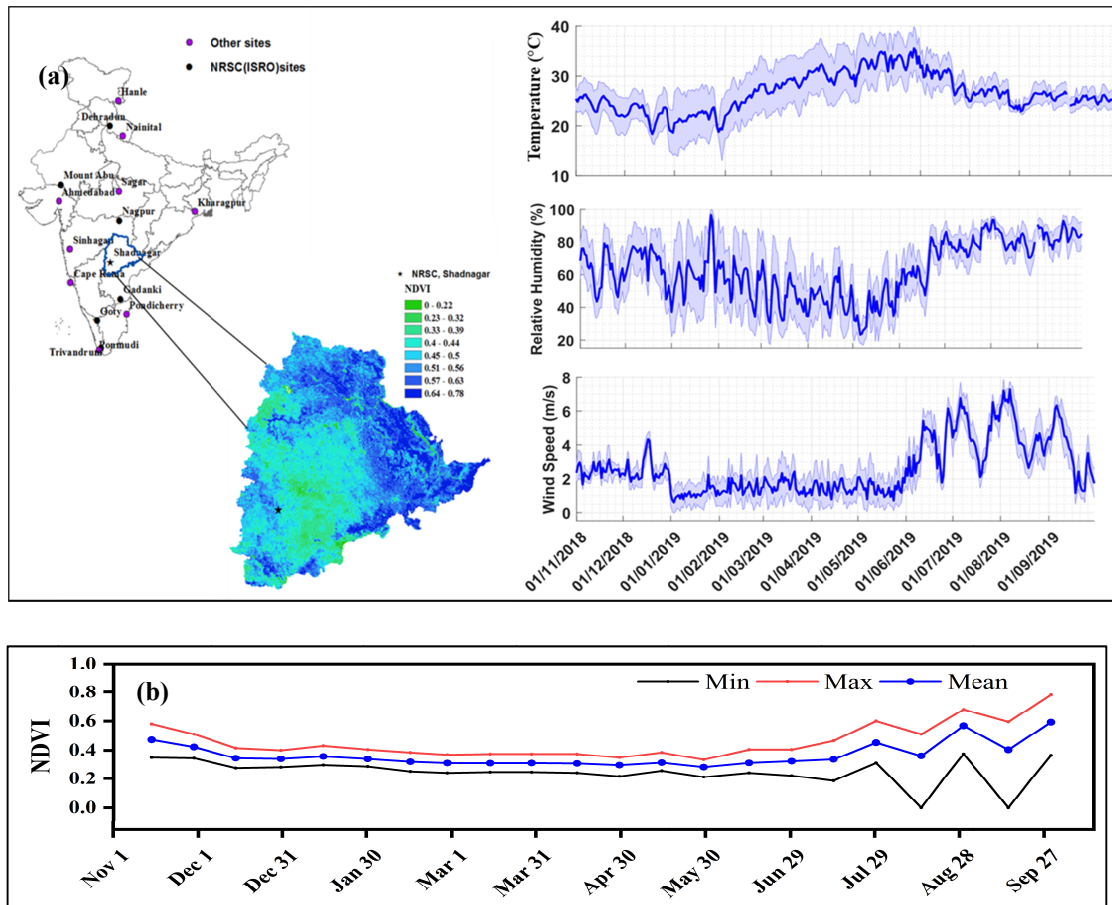 (a)
Other sites
NRSC(ISRO)sites
Hanle
Dehradun
Nainital
Mount Abu
Ahmedabad
Sagar
Kharagpur
Nagpur
Sinhagad
Shadnagar
Cape Rama
Gadanki
Pondicherry
Ooty
Ponmudi
Trivandrum
NRSC, Shadnagar
NDVI
0 - 0.22
0.23 - 0.32
0.33 - 0.39
0.4 - 0.44
0.45 - 0.5
0.51 - 0.56
0.57 - 0.63
0.64 - 0.78
Temperature (°C)
40
30
20
10
Relative Humidity (%)
100
80
60
40
20
Wind Speed (m/s)
8
6
4
2
0
01/11/2018
01/12/2018
01/01/2019
01/02/2019
01/03/2019
01/04/2019
01/05/2019
01/06/2019
01/07/2019
01/08/2019
01/09/2019
(b)
Min
Max
Mean
NDVI
1.0
0.8
0.6
0.4
0.2
0.0
Nov 1
Dec 1
Dec 31
Jan 30
Mar 1
Mar 31
Apr 30
May 30
Jun 29
Jul 29
Aug 28
Sep 27